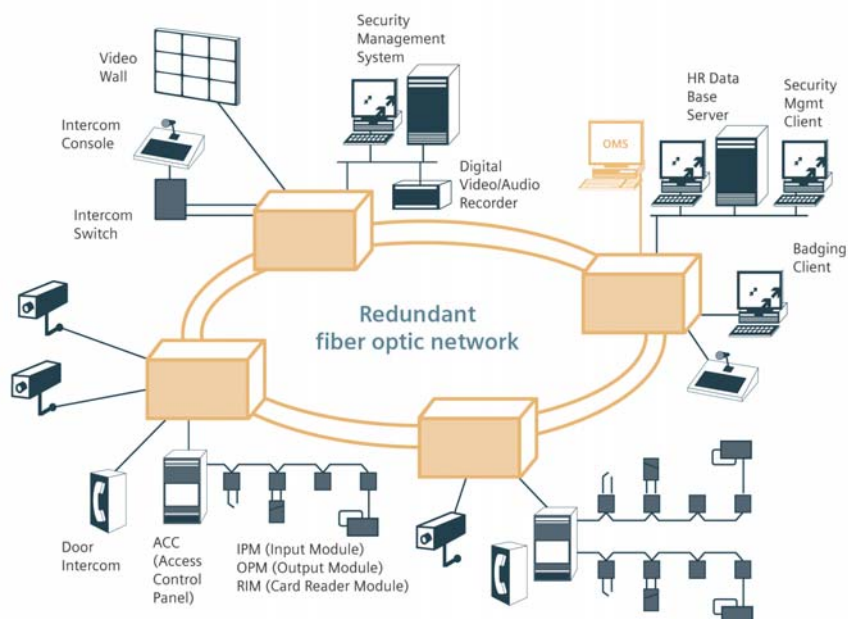 Video
Wall
Security
Management
System
Intercom
Console
Intercom
Switch
Digital
Video/Audio
Recorder
OMS
HR Data
Base
Server
Security
Mgmt
Client
Badging
Client
Redundant
fiber optic network
Door
Intercom
ACC
(Access
Control
Panel)
IPM (Input Module)
OPM (Output Module)
RIM (Card Reader Module)